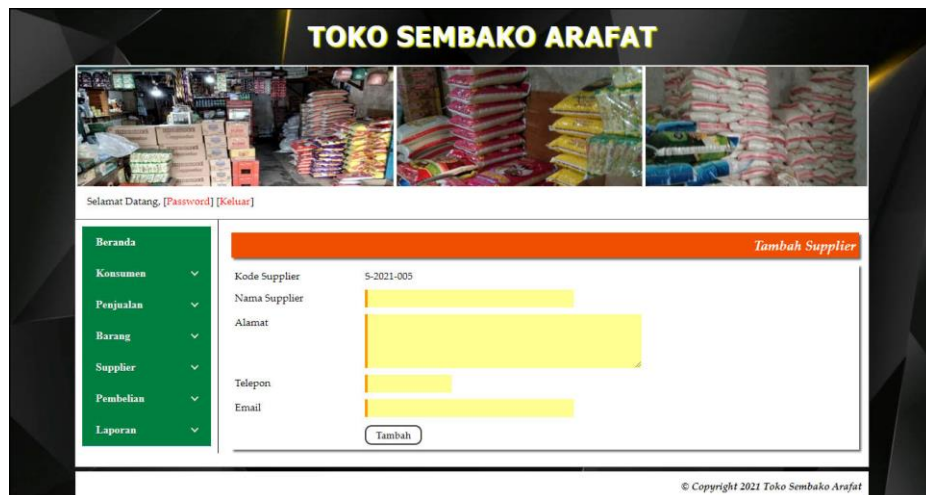 TOKO SEMBAKO ARAFAT
Selamat Datang, [Password] [Keluar]
Beranda
Konsumen
Penjualan
Barang
Supplier
Pembelian
Laporan
Tambah Supplier
Kode Supplier S-2021-005
Nama Supplier
Alamat
Telepon
Email
Tambah
© Copyright 2021 Toko Sembako Arafat